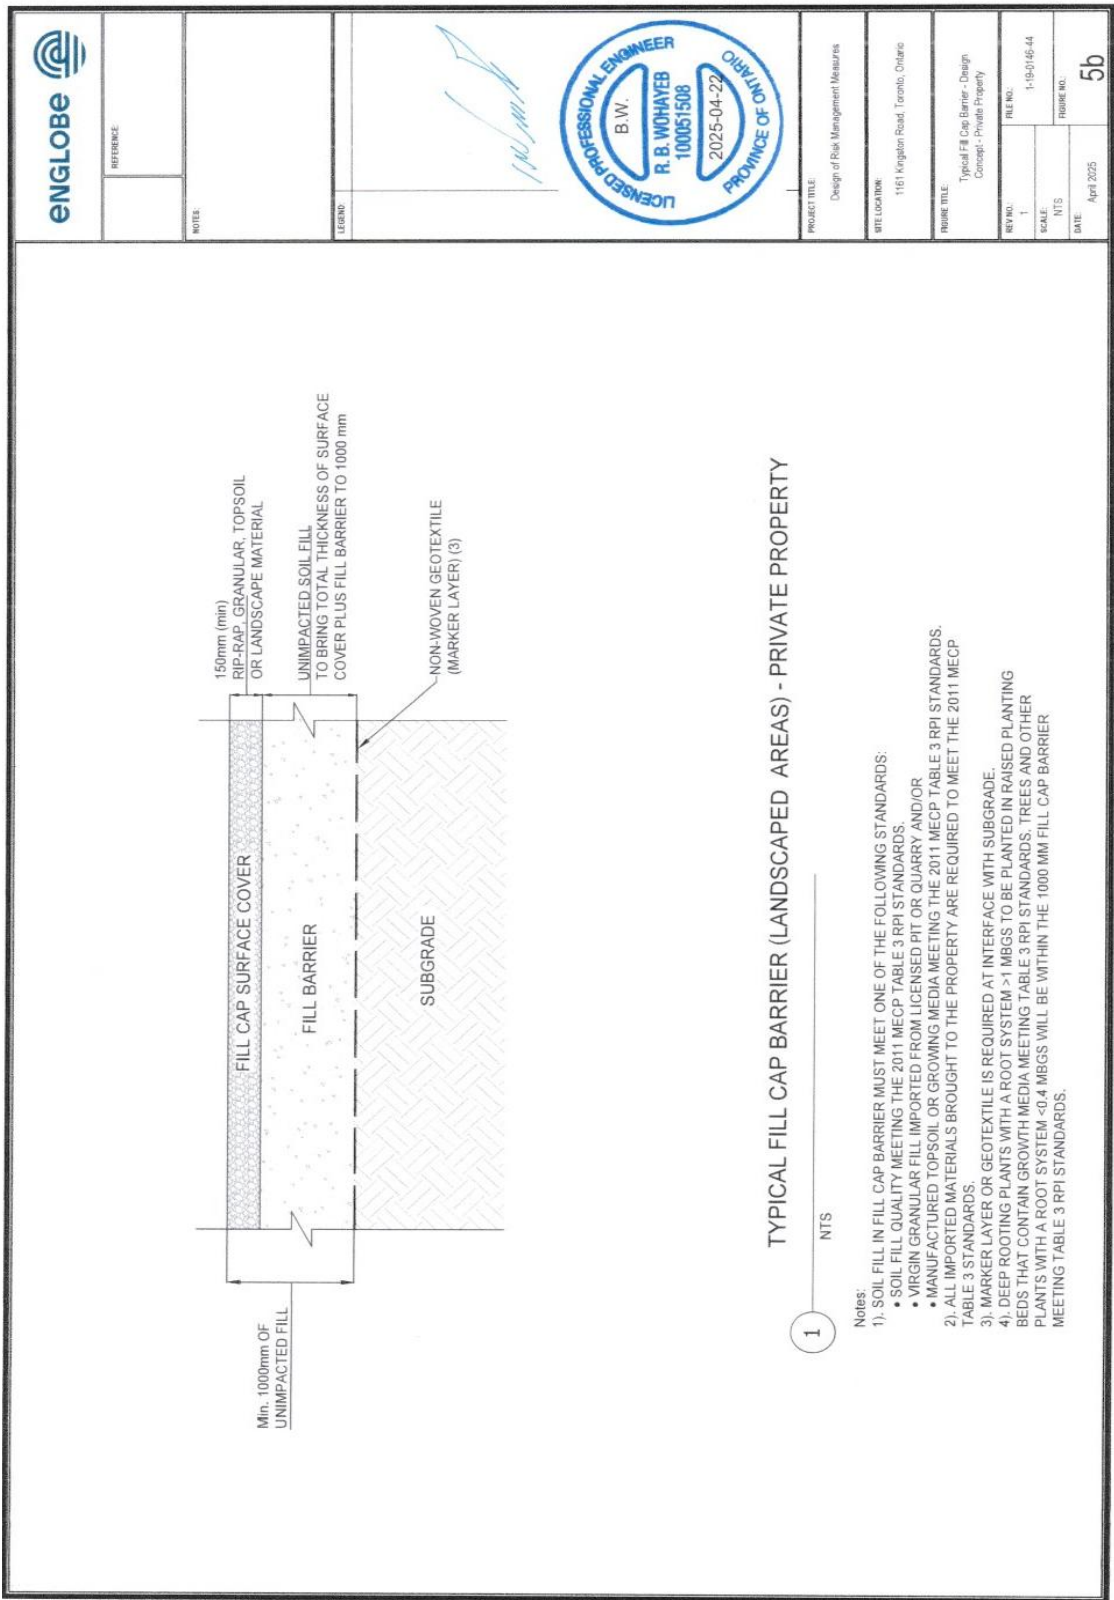 Min. 1000mm OF
UNIMPACTED FILL
FILL CAP SURFACE COVER
FILL BARRIER
SUBGRADE
150mm (min)
RIP-RAP, GRANULAR, TOPSOIL
OR LANDSCAPE MATERIAL
UNIMPACTED SOIL FILL
TO BRING TOTAL THICKNESS OF SURFACE
COVER PLUS FILL BARRIER TO 1000 mm
NON-WOVEN GEOTEXTILE
(MARKER LAYER) (3)
1
TYPICAL FILL CAP BARRIER (LANDSCAPED AREAS) - PRIVATE PROPERTY
NTS
Notes:
1). SOIL FILL IN FILL CAP BARRIER MUST MEET ONE OF THE FOLLOWING STANDARDS:
• SOIL FILL QUALITY MEETING THE 2011 MECP TABLE 3 RPI STANDARDS.
• VIRGIN GRANULAR FILL IMPORTED FROM LICENSED PIT OR QUARRY AND/OR
• MANUFACTURED TOPSOIL OR GROWING MEDIA MEETING THE 2011 MECP TABLE 3 RPI STANDARDS.
2). ALL IMPORTED MATERIALS BROUGHT TO THE PROPERTY ARE REQUIRED TO MEET THE 2011 MECP
TABLE 3 STANDARDS.
3). MARKER LAYER OR GEOTEXTILE IS REQUIRED AT INTERFACE WITH SUBGRADE.
4). DEEP ROOTING PLANTS WITH A ROOT SYSTEM >1 MBGS TO BE PLANTED IN RAISED PLANTING
BEDS THAT CONTAIN GROWTH MEDIA MEETING TABLE 3 RPI STANDARDS. TREES AND OTHER
PLANTS WITH A ROOT SYSTEM <0.4 MBGS WILL BE WITHIN THE 1000 MM FILL CAP BARRIER
MEETING TABLE 3 RPI STANDARDS.
eNGLOBE
REFERENCE:
NOTES:
LEGEND
LICENSED PROFESSIONAL ENGINEER
B.W.
R. B. WOHAYEB
100051508
2025-04-22
PROVINCE OF ONTARIO
PROJECT TITLE:
Design of Risk Management Measures
SITE LOCATION:
1161 Kingston Road, Toronto, Ontario
FIGURE TITLE:
Typical Fill Cap Barrier - Design
Concept - Private Property
REV NO.:
1
FILE NO.:
1-19-0146-44
SCALE:
NTS
DATE:
April 2025
FIGURE NO.:
5b